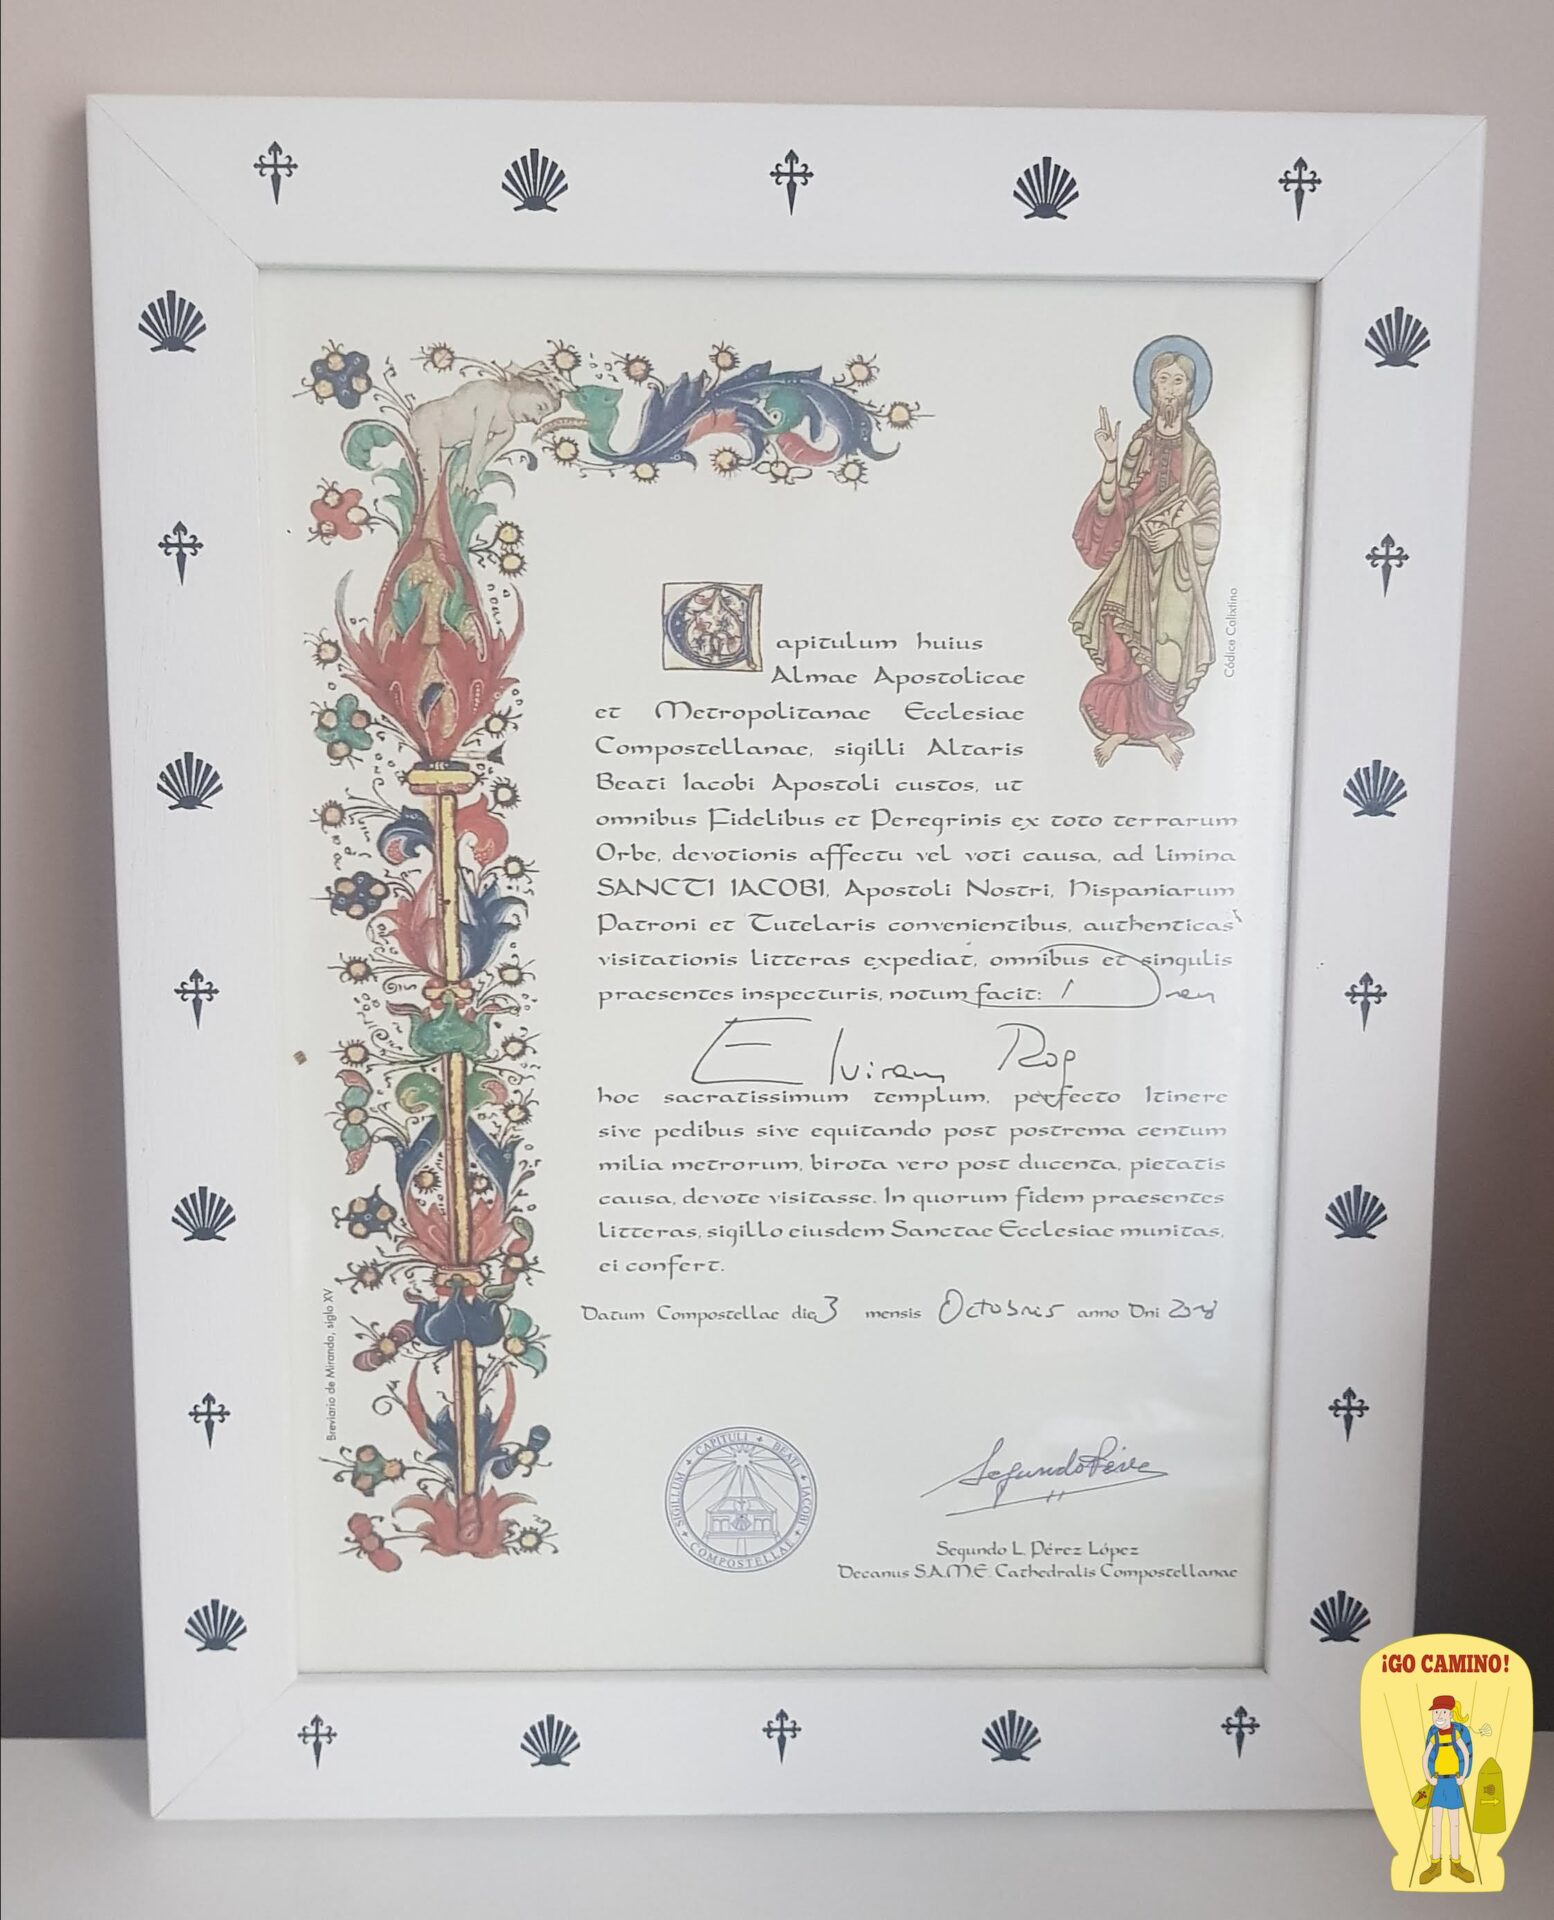 Capitulum huius
Almae Apostolicae
et Metropolitanae Ecclesiae
Compostellanae, sigilli Altaris
Beati Iacobi Apostoli custos, ut
omnibus Fidelibus et Peregrinis ex toto terrarum
Orbe, devotionis affectu vel voti causa, ad limina
SANCTI IACOBI, Apostoli Nostri, Hispaniarum
Patroni et Tutelaris convenientibus, authenticas
visitationis litteras expediat, omnibus et singulis
praesentes inspecturis, notum facit:
Elviram Rop
hoc sacratissimum templum, perfecto Itinere
sive pedibus sive equitando post postrema centum
milia metrorum, birota vero post ducenta, pietatis
causa, devote visitasse. In quorum fidem praesentes
litteras, sigillo eiusdem Sanctae Ecclesiae munitas,
ei confert.
Datum Compostellae die 3 mensis Octobris anno Dni 2018
Códice Calixtino
Breviario de Miranda, siglo XV
SIGILLUM + CAPITULI + BEATI + IACOBI + COMPOSTELLAE +
Segundo Pérez
Segundo L. Pérez López
Decanus S.A.M.E. Cathedralis Compostellanae
¡GO CAMINO!